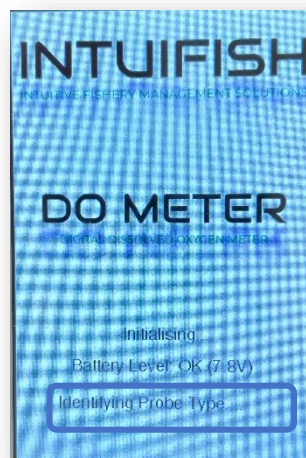 INTUIFISH
INTUITIVE FISHERY MANAGEMENT SOLUTIONS
DO METER
DIGITAL DISSOLVED OXYGEN METER
Initialising...
Battery Level: OK (7.8V)
Identifying Probe Type....